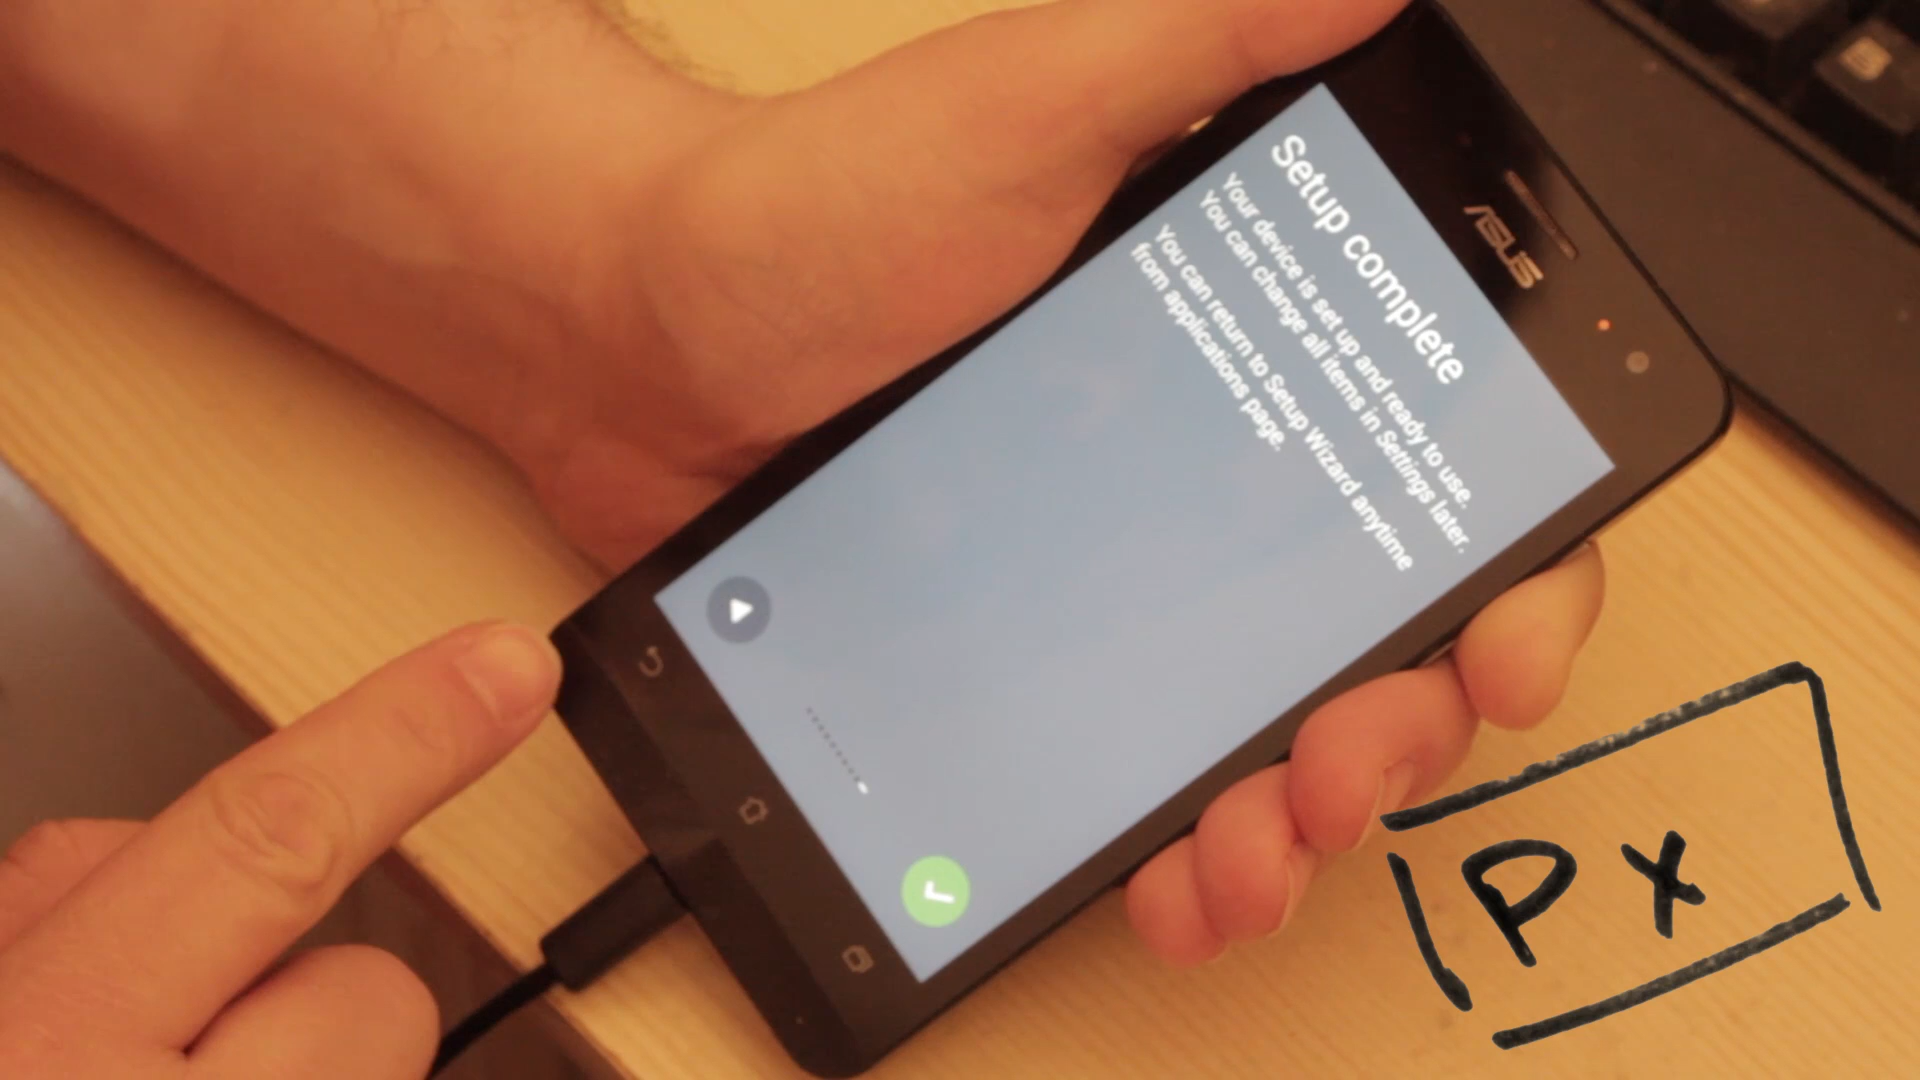 ASUS
Setup complete
Your device is set up and ready to use.
You can change all items in Settings later.
You can return to Setup Wizard anytime
from applications page.
Px